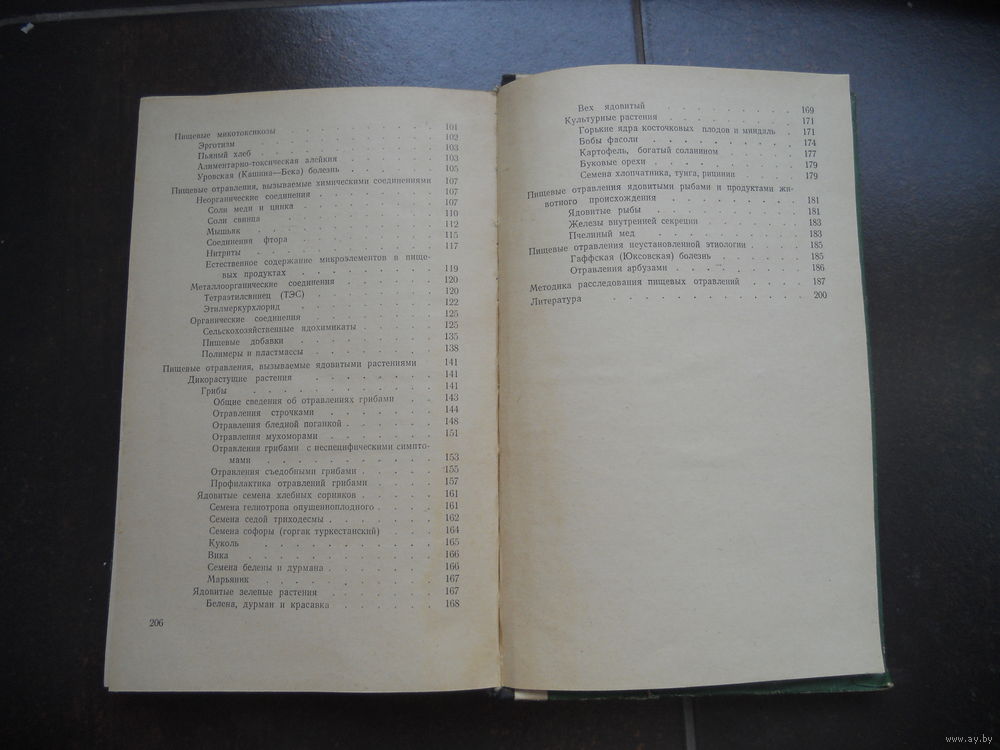 Пищевые микотоксикозы . . . . . . . . . . 101
Эрготизм . . . . . . . . . . 102
Пьяный хлеб . . . . . . . . . . 103
Алиментарно-токсическая алейкия . . . . . 103
Уровская (Кашина—Бека) болезнь . . . . . 105
Пищевые отравления, вызываемые химическими соединениями 107
Неорганические соединения . . . . . . . 107
Соли меди и цинка . . . . . . . . 107
Соли свинца . . . . . . . . 110
Мышьяк . . . . . . . . . 112
Соединения фтора . . . . . . . . 115
Нитриты . . . . . . . . . 117
Естественное содержание микроэлементов в пище-
вых продуктах . . . . . . . . 119
Металлоорганические соединения . . . . . . 120
Тетраэтилсвинец (ТЭС) . . . . . . . 120
Этилмеркурхлорид . . . . . . . . 122
Органические соединения . . . . . . . 125
Сельскохозяйственные ядохимикаты . . . . . 125
Пищевые добавки . . . . . . . . 135
Полимеры и пластмассы . . . . . . . 138
Пищевые отравления, вызываемые ядовитыми растениями 141
Дикорастущие растения . . . . . . . 141
Грибы . . . . . . . . . . 141
Общие сведения об отравлениях грибами . . 143
Отравления строчками . . . . . . . 144
Отравления бледной поганкой . . . . . 148
Отравления мухоморами . . . . . . 151
Отравления грибами с неспецифическими симпто-
мами . . . . . . . . . . 153
Отравления съедобными грибами . . . . 155
Профилактика отравлений грибами . . . . 157
Ядовитые семена хлебных сорняков . . . . . 161
Семена гелиотропа опушенноплодного . . . . 161
Семена седой триходесмы . . . . . . 162
Семена софоры (горчак туркестанский) . . . 164
Куколь . . . . . . . . . . 165
Вика . . . . . . . . . . 166
Семена белены и дурмана . . . . . . 166
Марьяник . . . . . . . . . 167
Ядовитые зеленые растения . . . . . . . 167
Белена, дурман и красавка . . . . . . 168
206
Вех ядовитый . . . . . . . . 169
Культурные растения . . . . . . . . 171
Горькие ядра косточковых плодов и миндаль . 171
Бобы фасоли . . . . . . . . 174
Картофель, богатый соланином . . . . . 177
Буковые орехи . . . . . . . . 179
Семена хлопчатника, тунга, рицинии . . . . 179
Пищевые отравления ядовитыми рыбами и продуктами жи-
вотного происхождения . . . . . . . 181
Ядовитые рыбы . . . . . . . . 181
Железы внутренней секреции . . . . . 183
Пчелиный мед . . . . . . . . 183
Пищевые отравления неустановленной этиологии . . . . 185
Гаффская (Юксовская) болезнь . . . . . 185
Отравления арбузами . . . . . . . 186
Методика расследования пищевых отравлений . . . . 187
Литература . . . . . . . . . . 200
www.ay.by